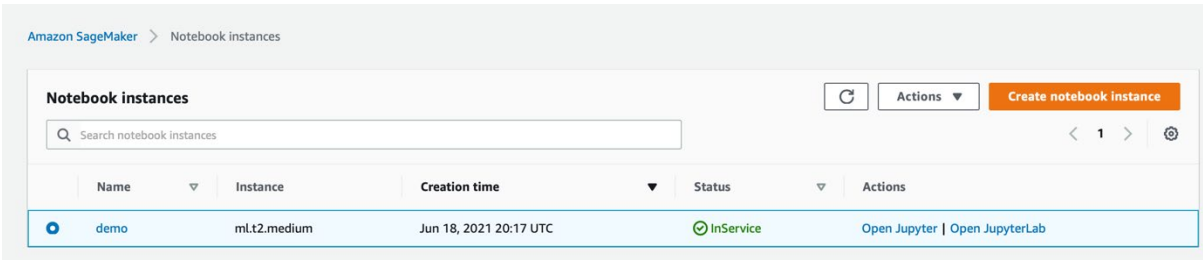 Amazon SageMaker > Notebook instances
Notebook instances
Actions ▼ Create notebook instance
Search notebook instances
< 1 >
Name Instance Creation time Status Actions
demo ml.t2.medium Jun 18, 2021 20:17 UTC InService Open Jupyter | Open JupyterLab